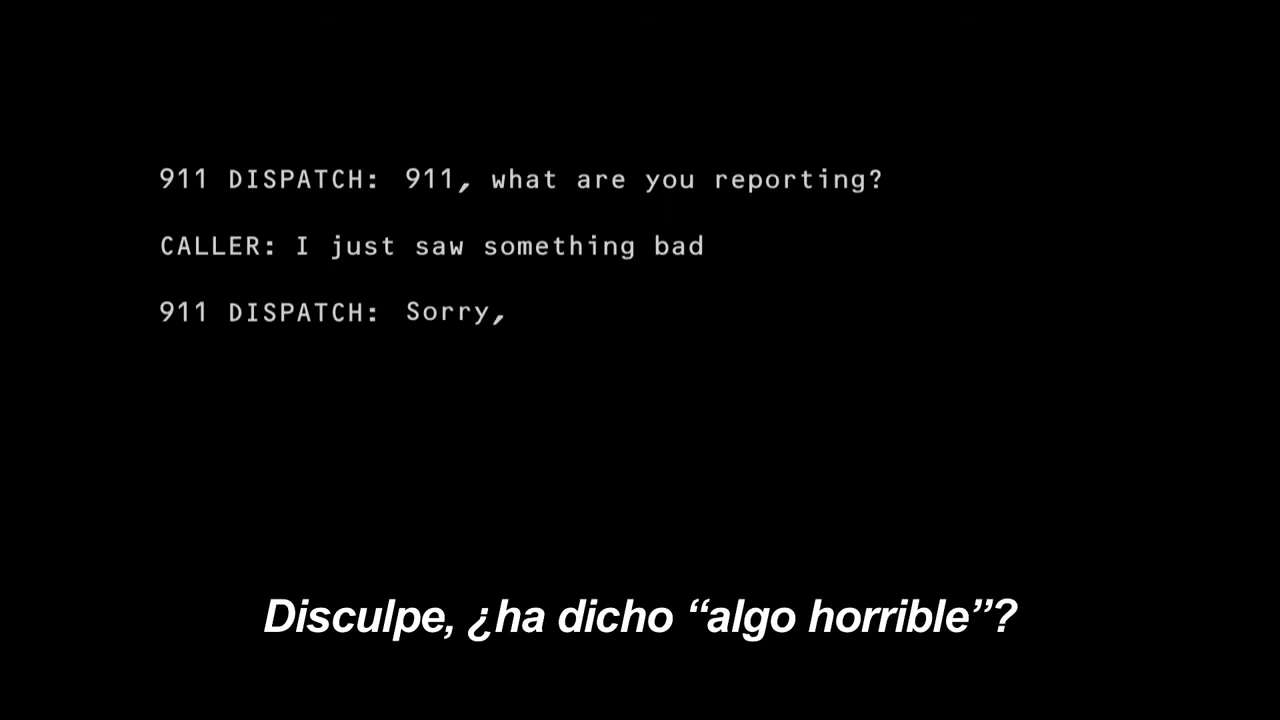 911 DISPATCH: 911, what are you reporting?
CALLER: I just saw something bad
911 DISPATCH: Sorry,
Disculpe, ¿ha dicho “algo horrible”?